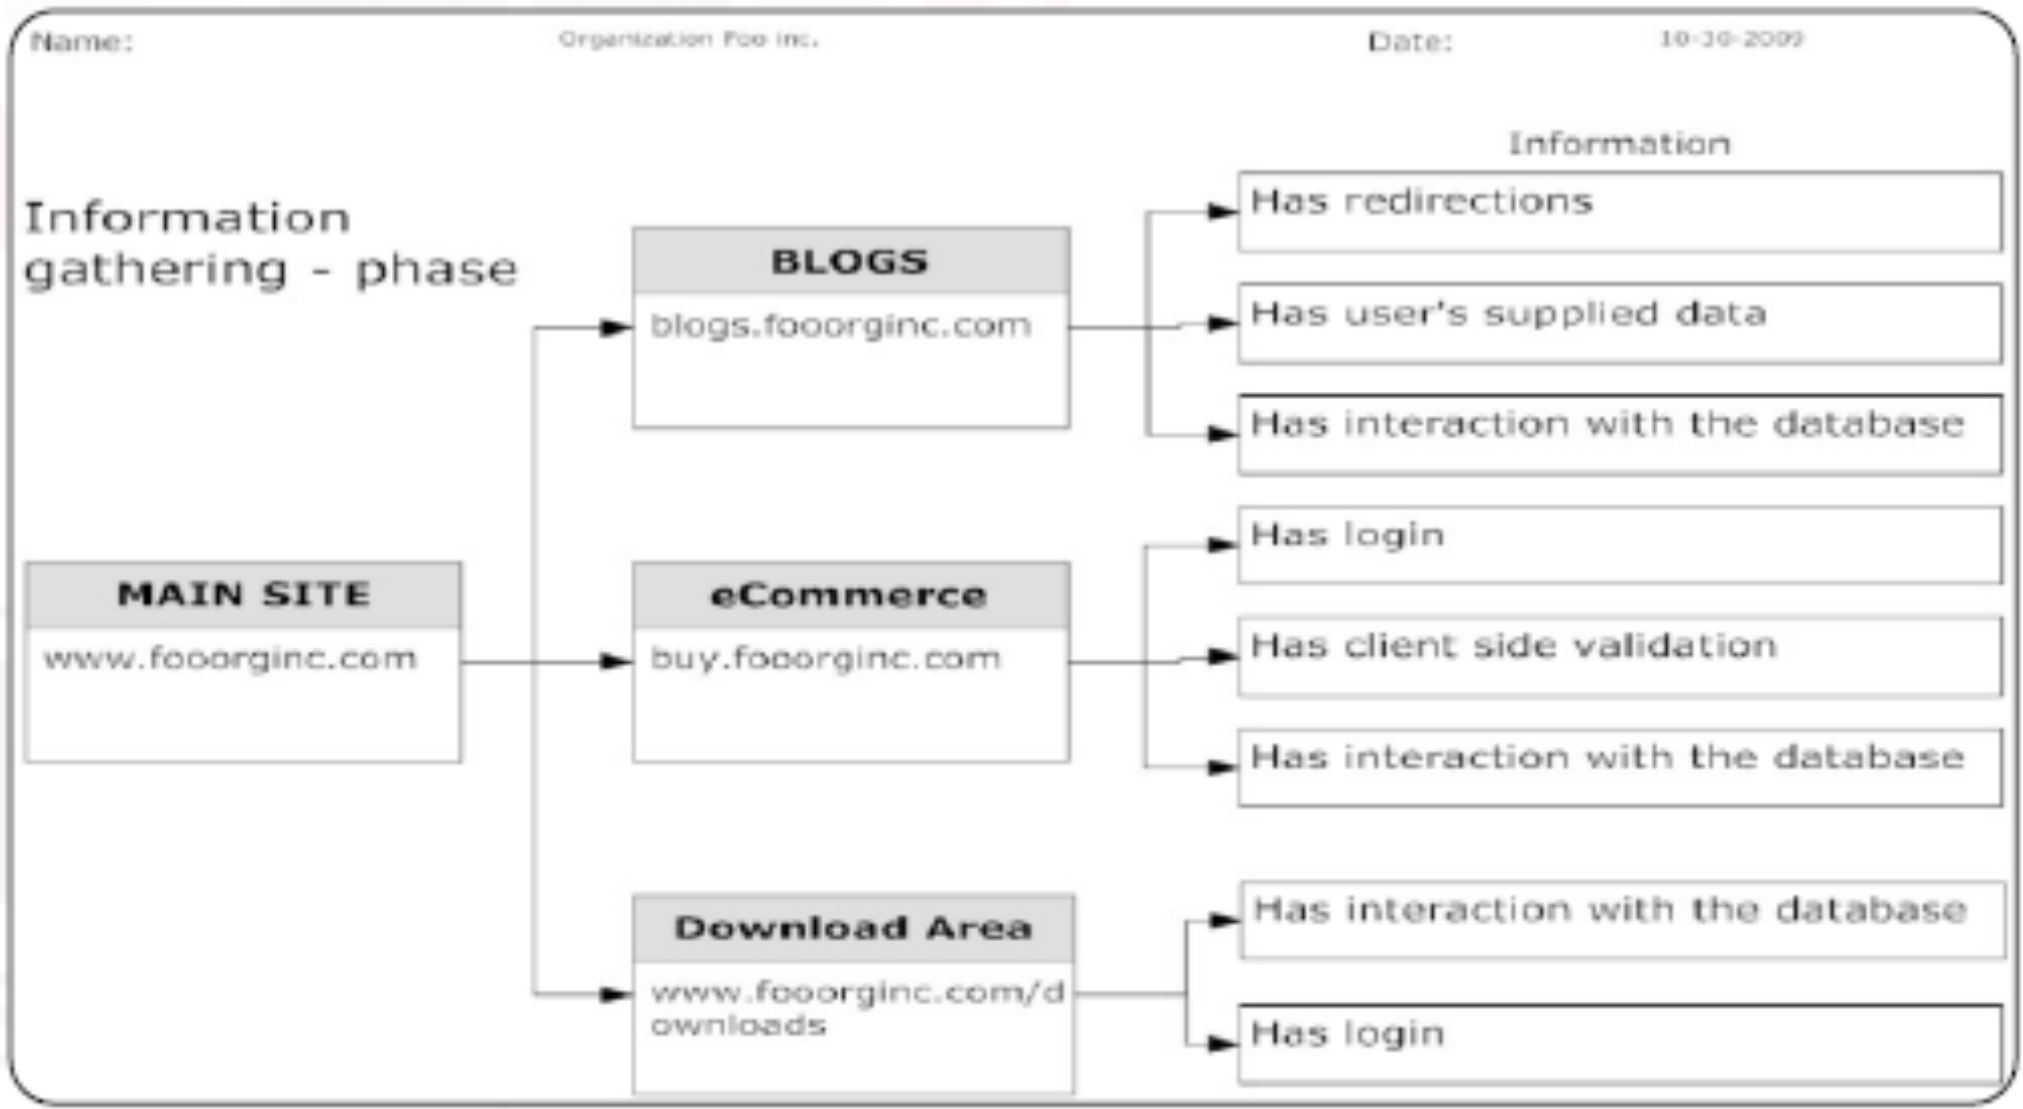 Name:
Organization Foo inc.
Date:
10-30-2009
Information
gathering - phase
MAIN SITE
www.fooorginc.com
BLOGS
blogs.fooorginc.com
eCommerce
buy.fooorginc.com
Download Area
www.fooorginc.com/d
ownloads
Information
Has redirections
Has user's supplied data
Has interaction with the database
Has login
Has client side validation
Has interaction with the database
Has interaction with the database
Has login